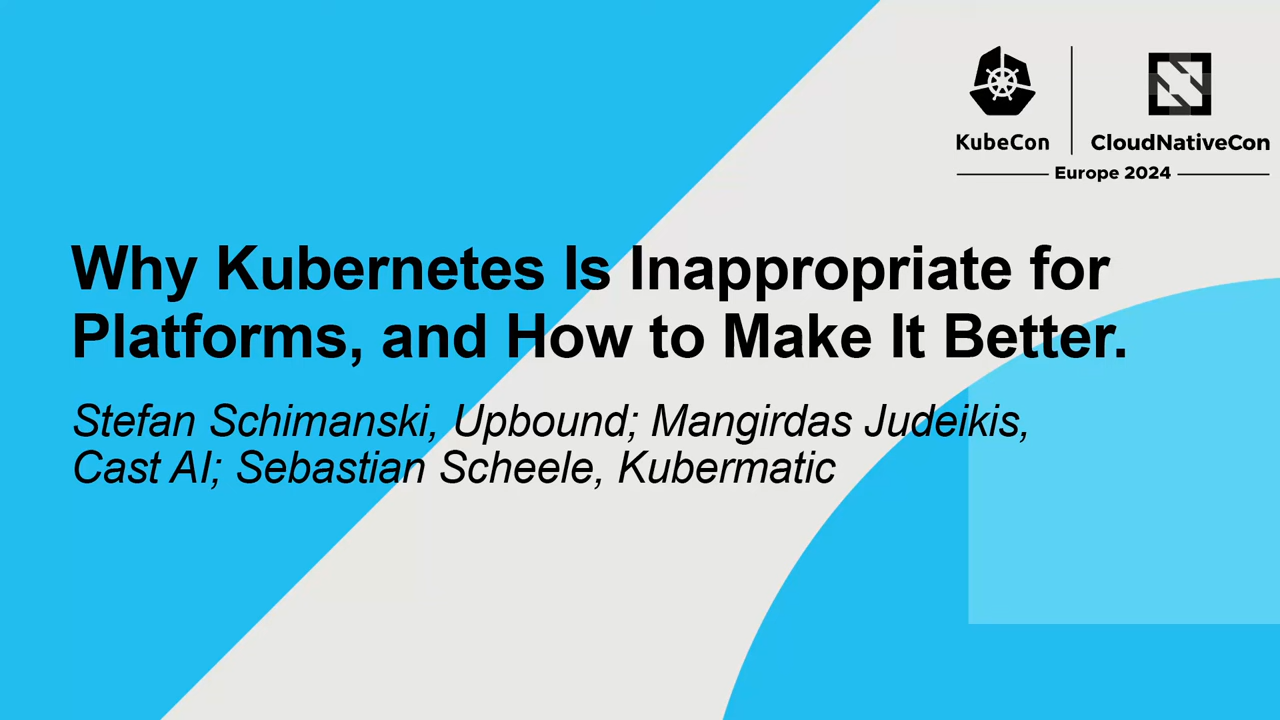 KubeCon
CloudNativeCon
Europe 2024
Why Kubernetes Is Inappropriate for
Platforms, and How to Make It Better.
Stefan Schimanski, Upbound; Mangirdas Judeikis,
Cast AI; Sebastian Scheele, Kubermatic